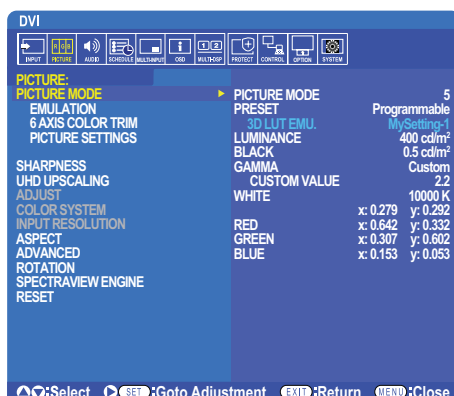 DVI
INPUT PICTURE AUDIO SCHEDULE MULTI-INPUT OSD MULTI-DSP PROTECT CONTROL OPTION SYSTEM
PICTURE:
PICTURE MODE
EMULATION
6 AXIS COLOR TRIM
PICTURE SETTINGS
SHARPNESS
UHD UPSCALING
ADJUST
COLOR SYSTEM
INPUT RESOLUTION
ASPECT
ADVANCED
ROTATION
SPECTRAVIEW ENGINE
RESET
PICTURE MODE 5
PRESET Programmable
3D LUT EMU. MySetting-1
LUMINANCE 400 cd/m²
BLACK 0.5 cd/m²
GAMMA Custom
CUSTOM VALUE 2.2
WHITE 10000 K
x: 0.279 y: 0.292
RED x: 0.642 y: 0.332
GREEN x: 0.307 y: 0.602
BLUE x: 0.153 y: 0.053
:Select SET :Goto Adjustment EXIT :Return MENU :Close